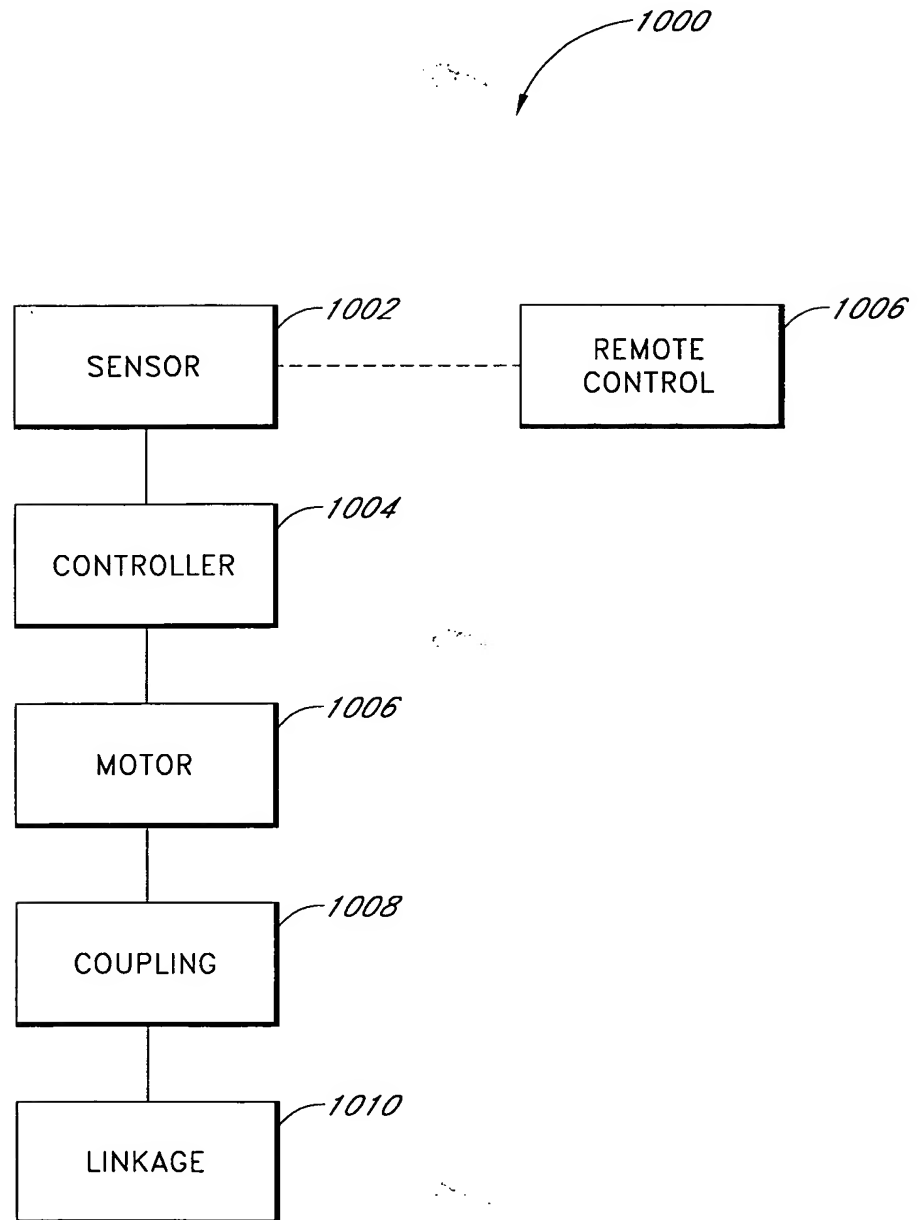 1000
1002
1006
SENSOR
REMOTE
CONTROL
1004
CONTROLLER
1006
MOTOR
1008
COUPLING
1010
LINKAGE